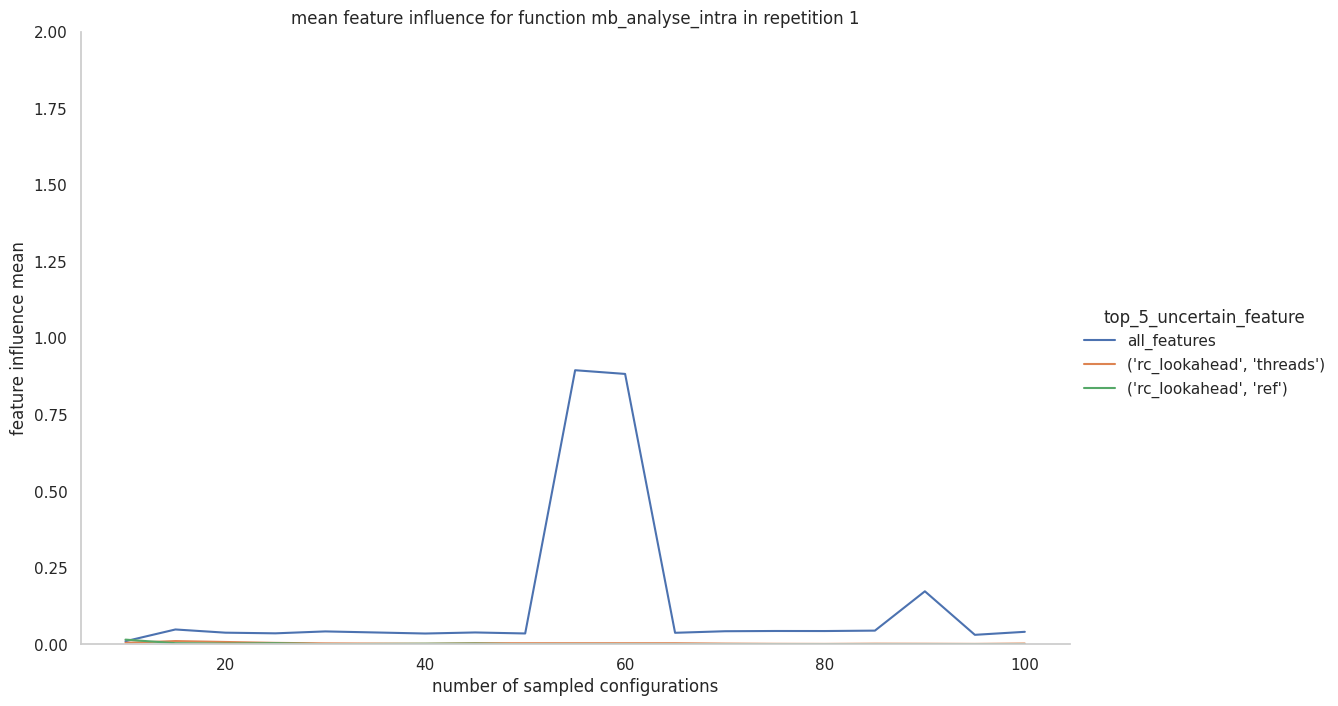 mean feature influence for function mb_analyse_intra in repetition 1
2.00
1.75
1.50
1.25
1.00
0.75
0.50
0.25
0.00
feature influence mean
20 40 60 80 100
number of sampled configurations
top_5_uncertain_feature
all_features
('rc_lookahead', 'threads')
('rc_lookahead', 'ref')